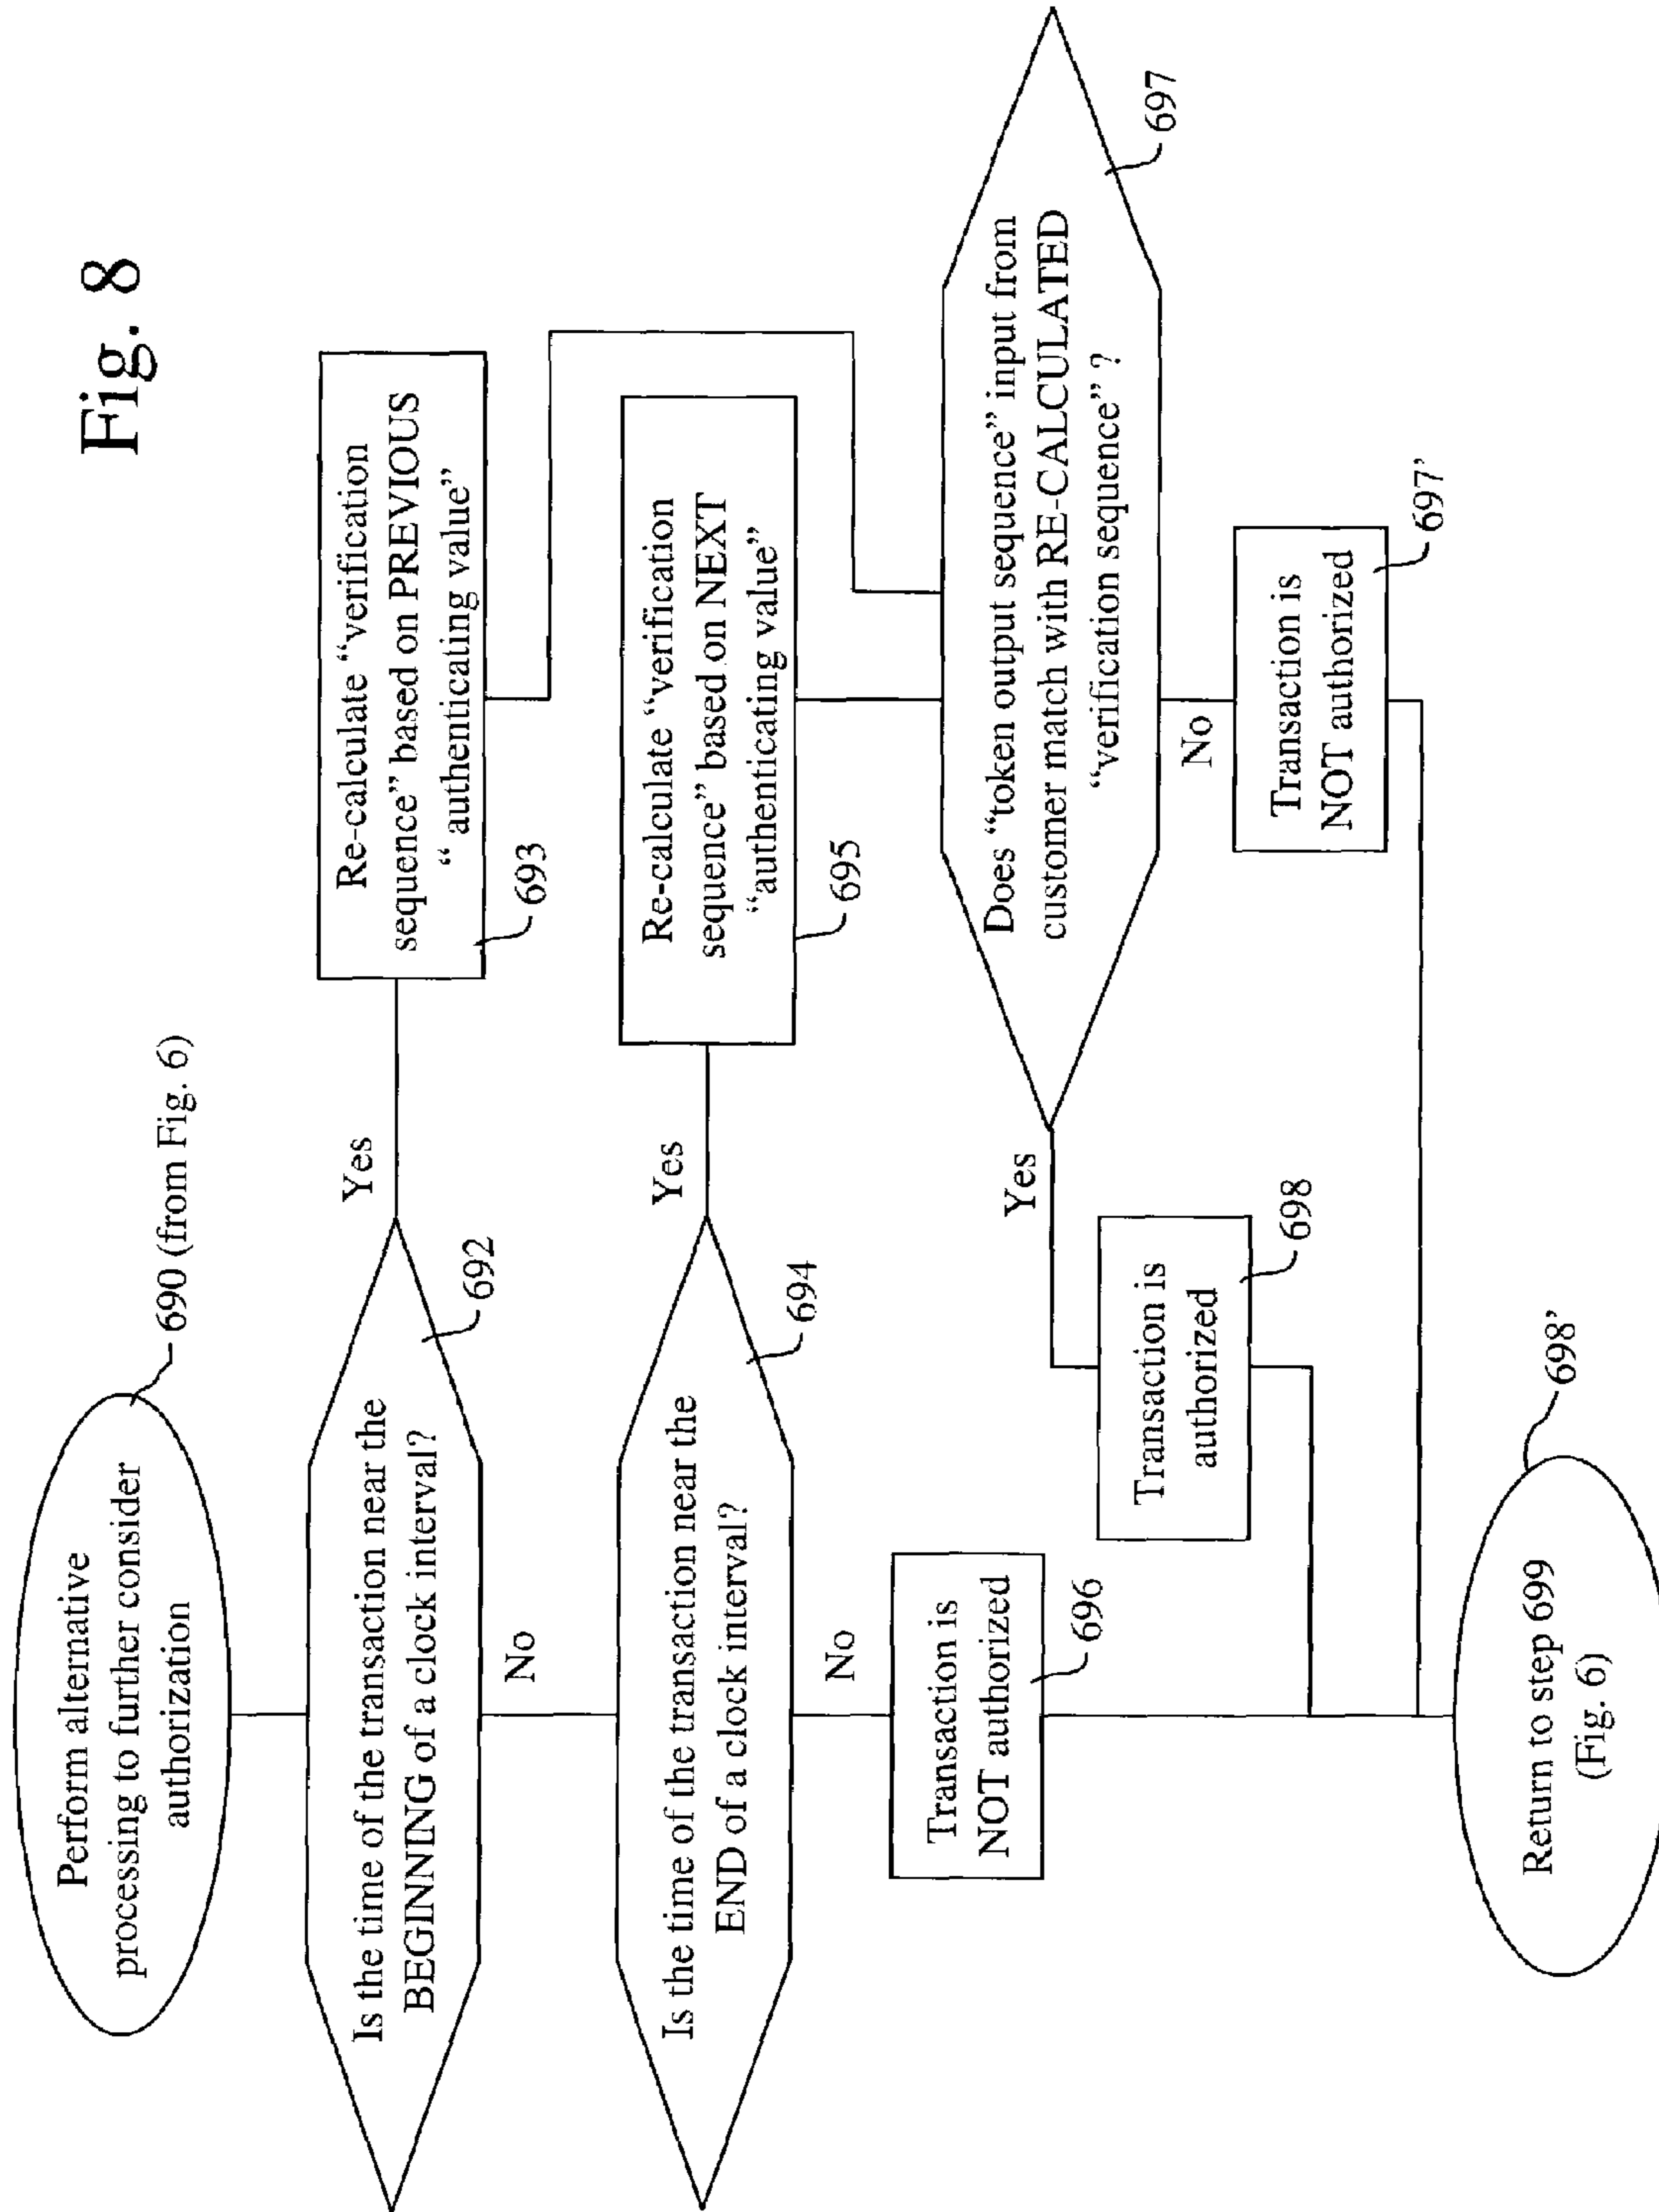 Fig. 8
Perform alternative
processing to further consider
authorization
690 (from Fig. 6)
Is the time of the transaction near the
BEGINNING of a clock interval?
692
Yes
Re-calculate “verification
sequence” based on PREVIOUS
“authenticating value”
693
No
Is the time of the transaction near the
END of a clock interval?
694
Yes
Re-calculate “verification
sequence” based on NEXT
“authenticating value”
695
No
Transaction is
NOT authorized
696
Does “token output sequence” input from
customer match with RE-CALCULATED
“verification sequence” ?
697
Yes
Transaction is
authorized
698
No
Transaction is
NOT authorized
697’
Return to step 699
(Fig. 6)
698’